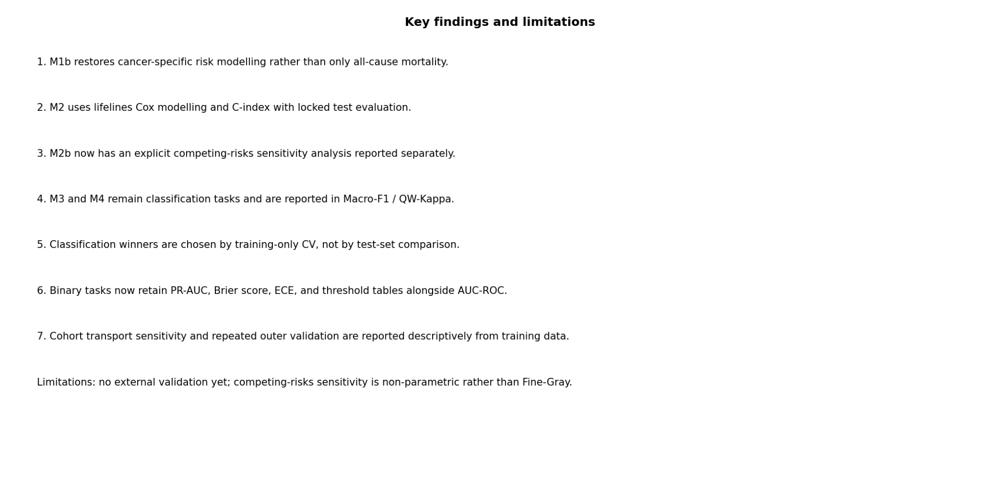 Key findings and limitations
1. M1b restores cancer-specific risk modelling rather than only all-cause mortality.
2. M2 uses lifelines Cox modelling and C-index with locked test evaluation.
3. M2b now has an explicit competing-risks sensitivity analysis reported separately.
4. M3 and M4 remain classification tasks and are reported in Macro-F1 / QW-Kappa.
5. Classification winners are chosen by training-only CV, not by test-set comparison.
6. Binary tasks now retain PR-AUC, Brier score, ECE, and threshold tables alongside AUC-ROC.
7. Cohort transport sensitivity and repeated outer validation are reported descriptively from training data.
Limitations: no external validation yet; competing-risks sensitivity is non-parametric rather than Fine-Gray.